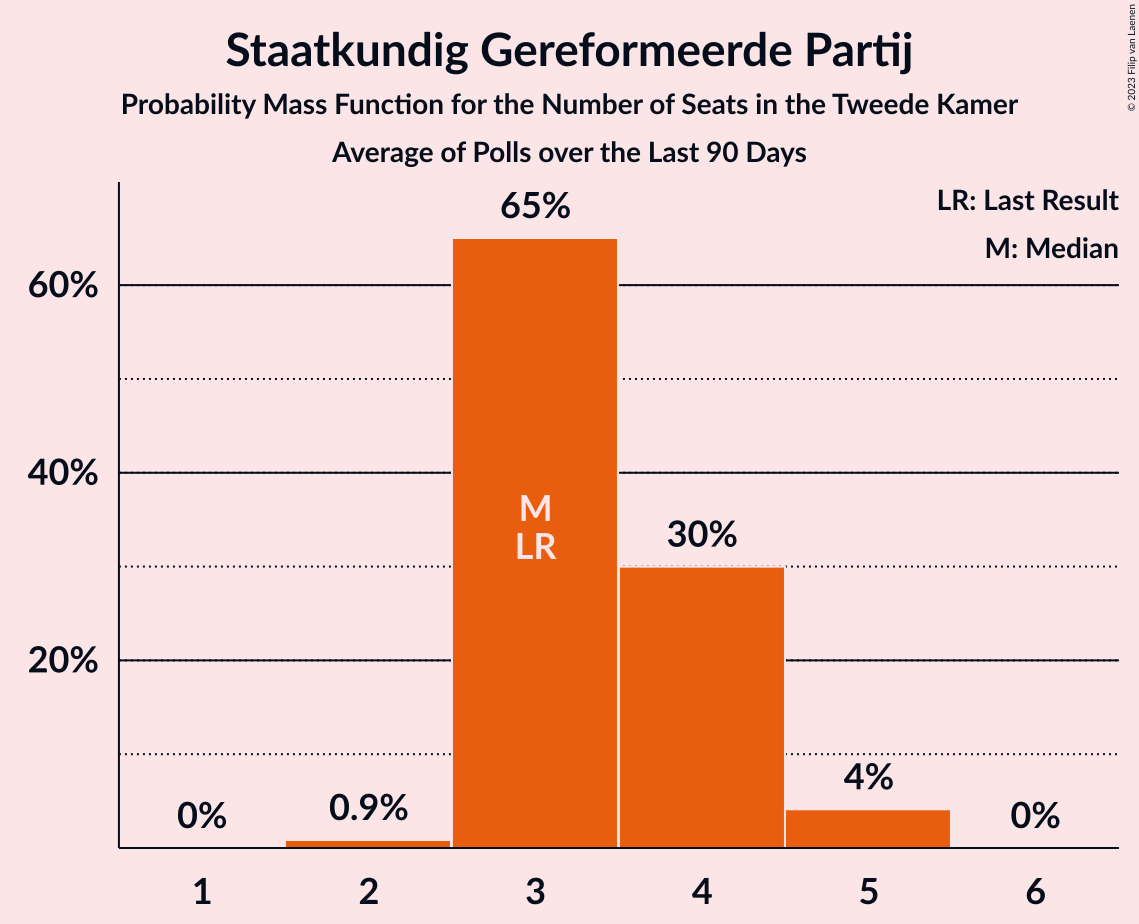 Staatkundig Gereformeerde Partij
Probability Mass Function for the Number of Seats in the Tweede Kamer
Average of Polls over the Last 90 Days
© 2023 Filip van Laenen
LR: Last Result
M: Median
65%
60%
40%
M
LR
30%
20%
4%
0.9%
0%
0%
1 2 3 4 5 6